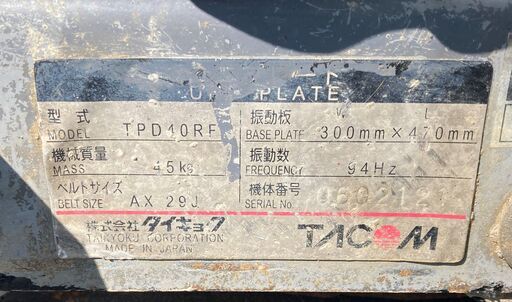 PLATE
型式 MODEL TPD40RF
振動板 BASE PLATE 300mm×470mm
機械質量 MASS 45kg
振動数 FREQUENCY 94Hz
ベルトサイズ BELT SIZE AX 29J
機体番号 SERIAL No.
株式会社タイキョク
TAIKYOKU CORPORATION
MADE IN JAPAN
TACOM